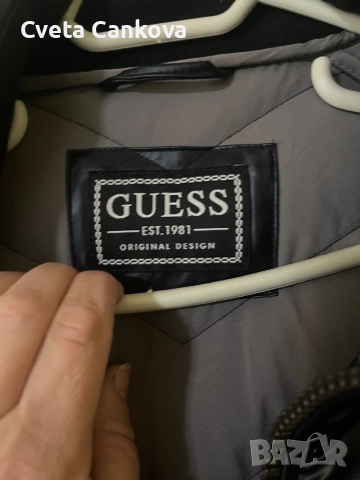 Cveta Cankova
GUESS
EST.1981
ORIGINAL DESIGN
BAZAR